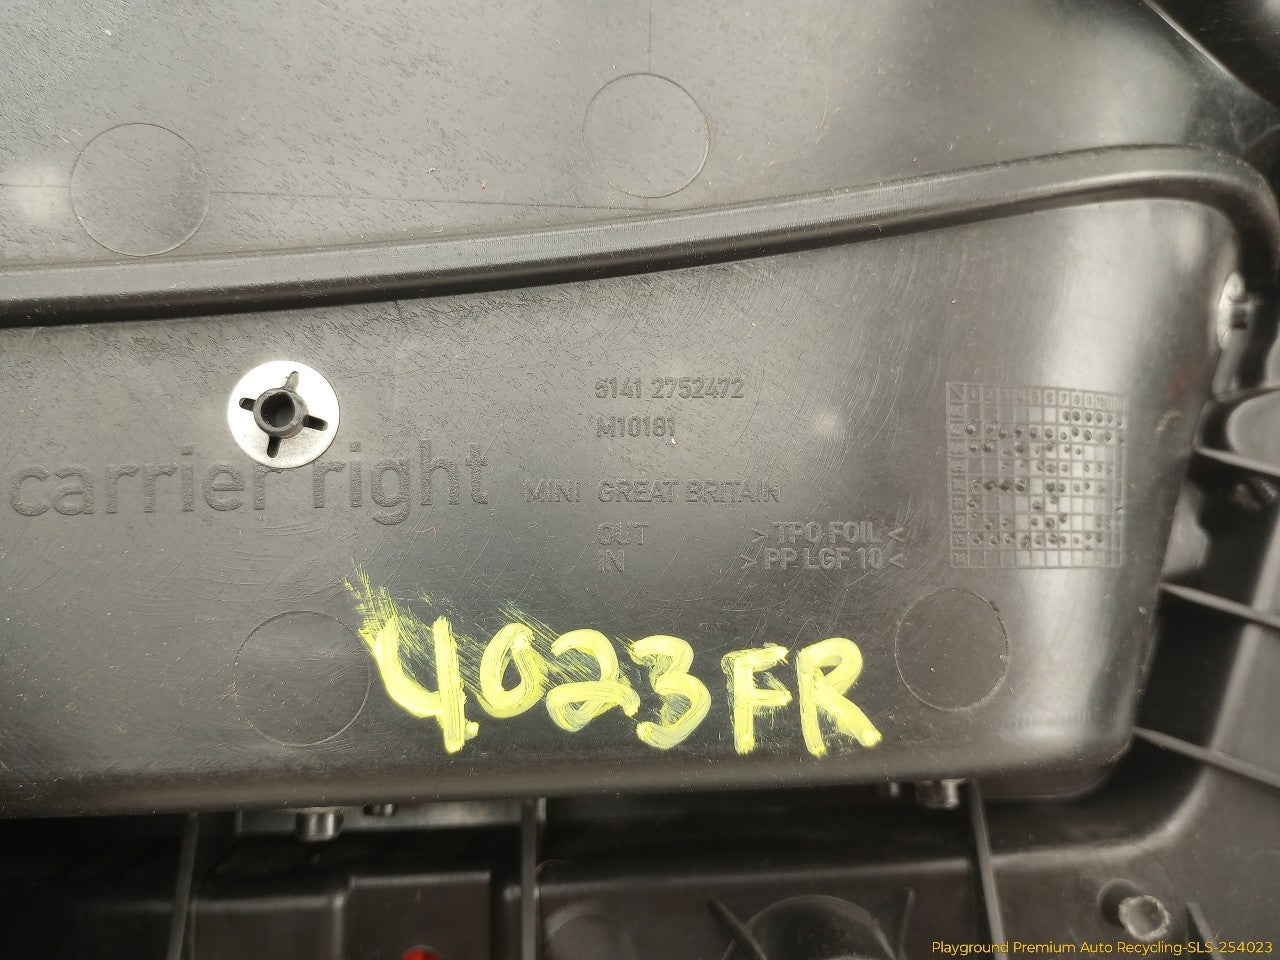 5141 2752472
M10181
carrier right
MINI GREAT BRITAIN
OUT >TPO FOIL<
IN >PP LGF 10<
4023FR
Playground Premium Auto Recycling-SLS-254023